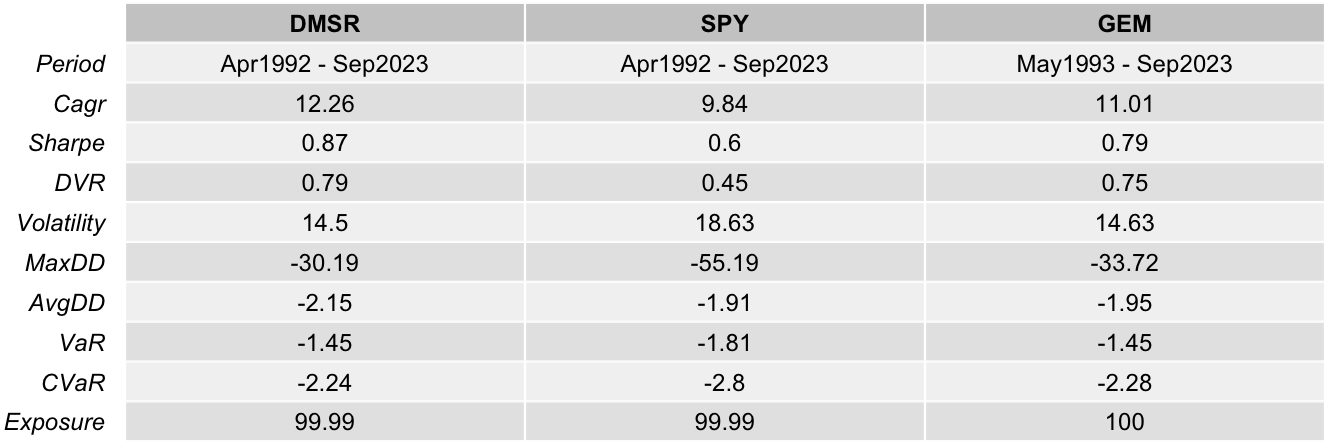 DMSR SPY GEM
Period Apr1992 - Sep2023 Apr1992 - Sep2023 May1993 - Sep2023
Cagr 12.26 9.84 11.01
Sharpe 0.87 0.6 0.79
DVR 0.79 0.45 0.75
Volatility 14.5 18.63 14.63
MaxDD -30.19 -55.19 -33.72
AvgDD -2.15 -1.91 -1.95
VaR -1.45 -1.81 -1.45
CVaR -2.24 -2.8 -2.28
Exposure 99.99 99.99 100